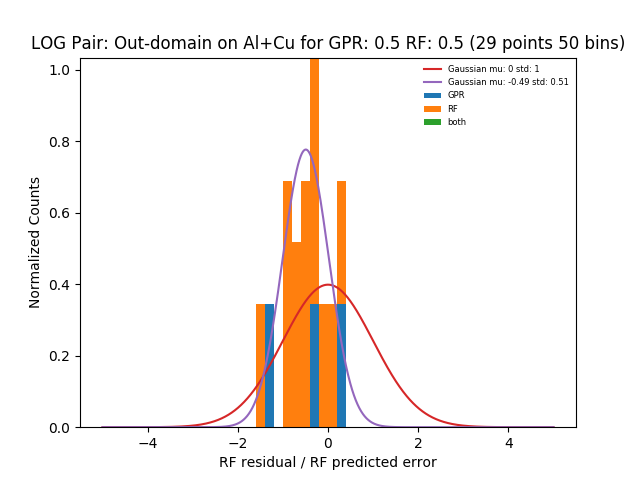 LOG Pair: Out-domain on Al+Cu for GPR: 0.5 RF: 0.5 (29 points 50 bins)
Gaussian mu: 0 std: 1
Gaussian mu: -0.49 std: 0.51
GPR
RF
both
Normalized Counts
1.0
0.8
0.6
0.4
0.2
0.0
−4 −2 0 2 4
RF residual / RF predicted error